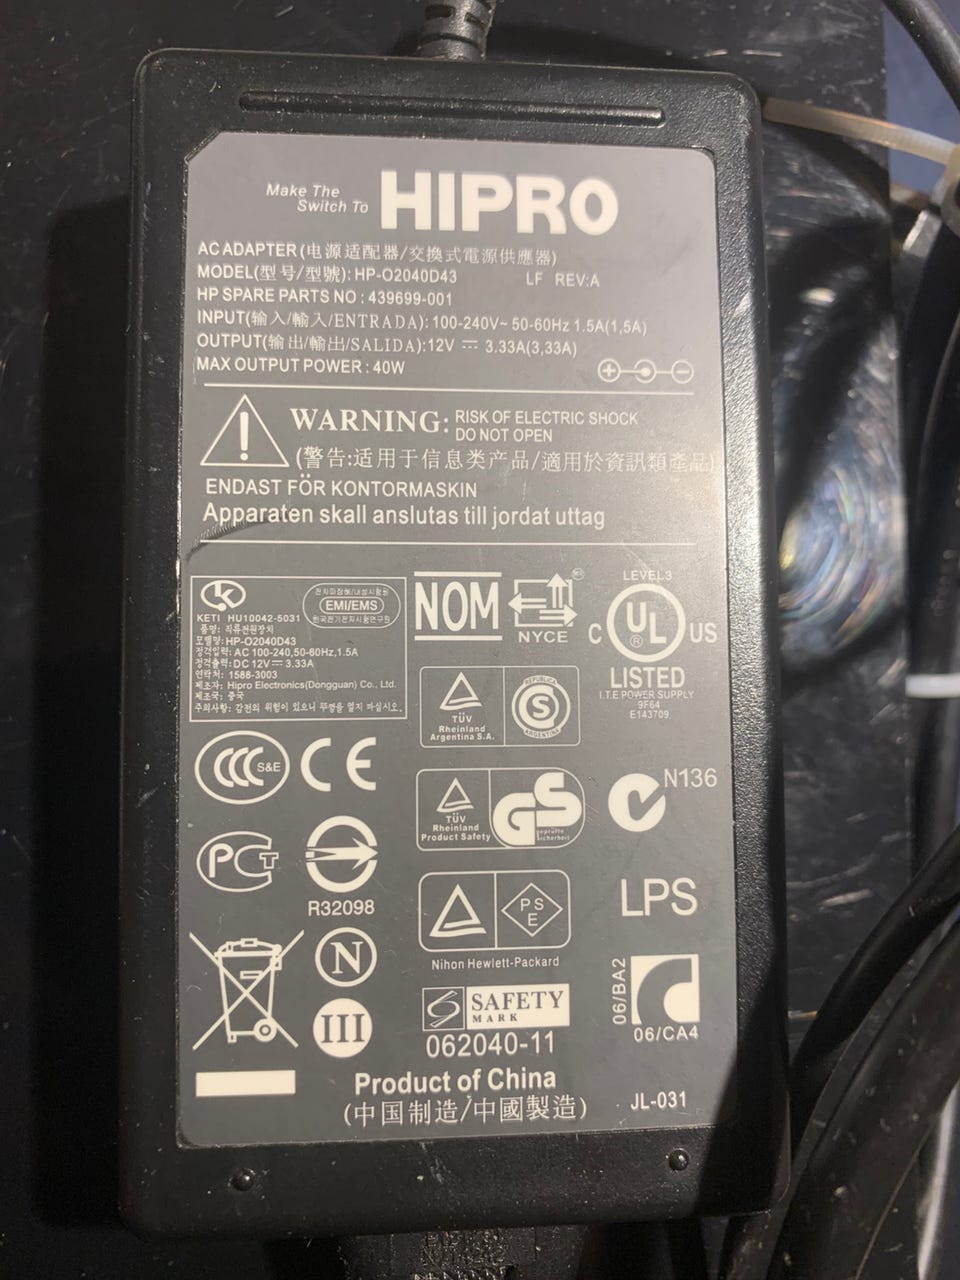 Make The
Switch To
HIPRO
AC ADAPTER (电源适配器/交換式電源供應器)
MODEL(型号/型號): HP-O2040D43 LF REV:A
HP SPARE PARTS NO : 439699-001
INPUT(输入/輸入/ENTRADA): 100-240V~ 50-60Hz 1.5A(1,5A)
OUTPUT(输出/輸出/SALIDA):12V ⎓ 3.33A(3,33A)
MAX OUTPUT POWER : 40W
WARNING: RISK OF ELECTRIC SHOCK
DO NOT OPEN
(警告:适用于信息类产品/適用於資訊類產品)
ENDAST FÖR KONTORMASKIN
Apparaten skall anslutas till jordat uttag
KETI HU10042-5031
EMI/EMS
품명: 직류전원장치
모델명: HP-O2040D43
정격입력: AC 100-240,50-60Hz,1.5A
정격출력: DC 12V ⎓ 3.33A
연락처: 1588-3003
제조자: Hipro Electronics(Dongguan) Co., Ltd.
제조국: 중국
주의사항: 감전의 위험이 있으니 뚜껑을 열지 마십시오.
NOM
NYCE
LEVEL3
C UL ® US
LISTED
I.T.E POWER SUPPLY
9F64
E143709
TÜV
Rheinland
Argentina S.A.
REPUBLICA
S
ARGENTINA
CCC S&E
CE
TÜV
Rheinland
Product Safety
GS
geprüfte
Sicherheit
N136
PCT
R32098
PS
E
LPS
Nihon Hewlett-Packard
N
III
SAFETY
MARK
062040-11
06/BA2
06/CA4
Product of China
(中国制造/中國製造)
JL-031